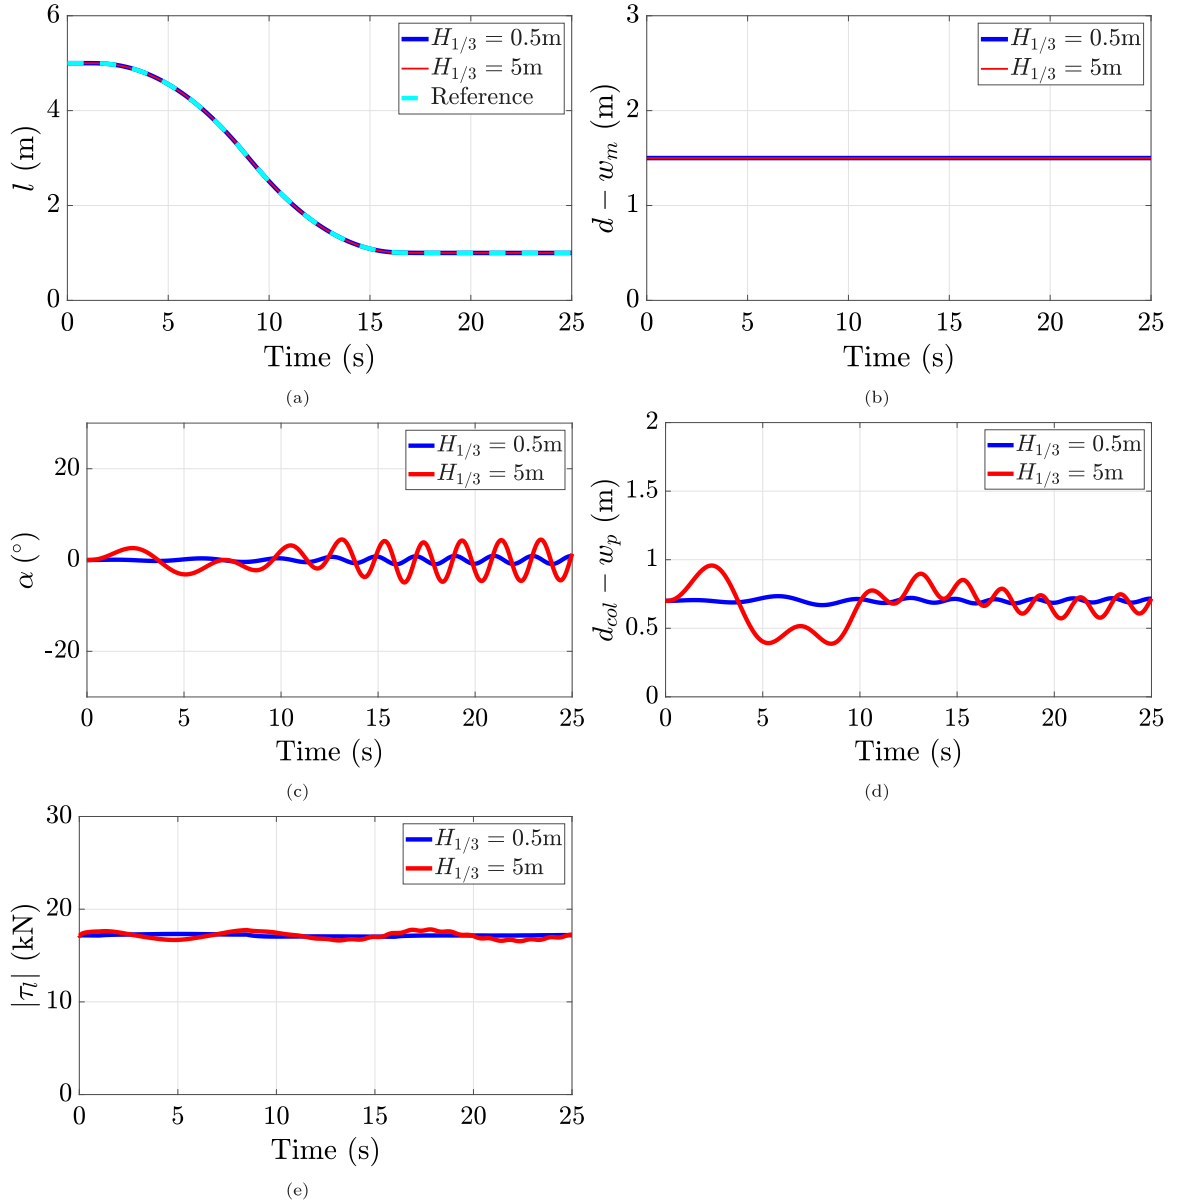 6
4
2
0
l (m)
H1/3 = 0.5m
H1/3 = 5m
Reference
0 5 10 15 20 25
Time (s)
(a)
3
2
1
0
d − wm (m)
H1/3 = 0.5m
H1/3 = 5m
0 5 10 15 20 25
Time (s)
(b)
20
0
-20
α (°)
H1/3 = 0.5m
H1/3 = 5m
0 5 10 15 20 25
Time (s)
(c)
2
1.5
1
0.5
0
dcol − wp (m)
H1/3 = 0.5m
H1/3 = 5m
0 5 10 15 20 25
Time (s)
(d)
30
20
10
0
|τl| (kN)
H1/3 = 0.5m
H1/3 = 5m
0 5 10 15 20 25
Time (s)
(e)